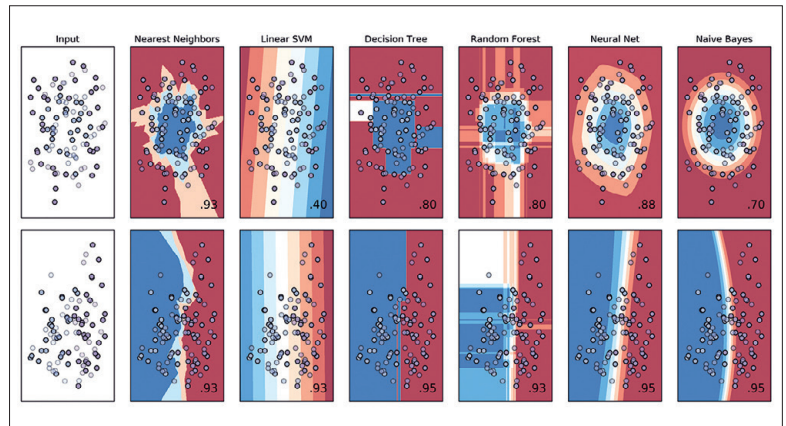 Input Nearest Neighbors Linear SVM Decision Tree Random Forest Neural Net Naive Bayes
.93 .40 .80 .80 .88 .70
.93 .93 .95 .93 .95 .95